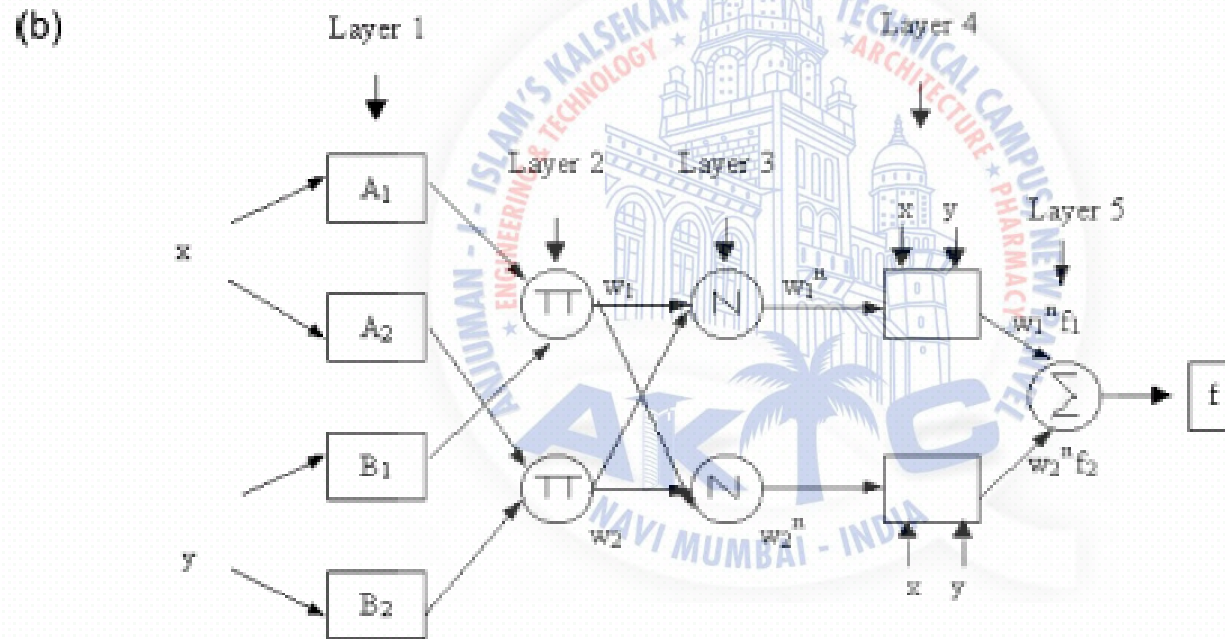 (b)
Layer 1
Layer 2
Layer 3
Layer 4
Layer 5
x
y
A1
A2
B1
B2
Π
Π
w1
w2
N
N
w1ⁿ
w2ⁿ
x y
x y
w1ⁿf1
w2ⁿf2
Σ
f
ANJUMAN - I - ISLAM'S KALSEKAR TECHNICAL CAMPUS NEW PANVEL
ENGINEERING & TECHNOLOGY ★ ★ ARCHITECTURE ★ PHARMACY
AKTC
NAVI MUMBAI - INDIA